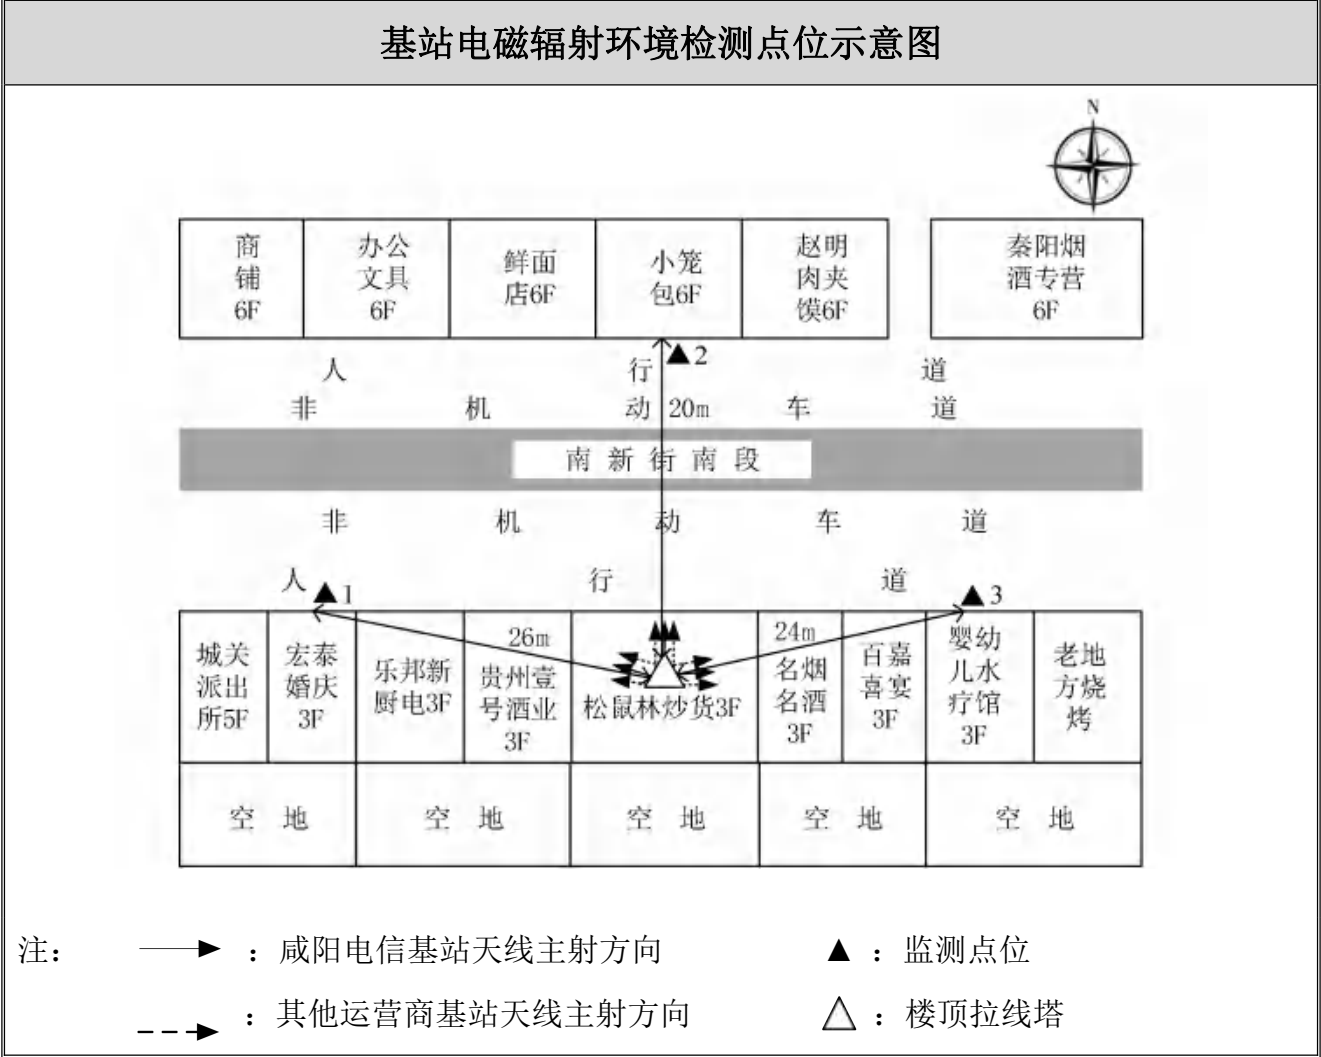 基站电磁辐射环境检测点位示意图
N
商
铺
6F
办公
文具
6F
鲜面
店6F
小笼
包6F
赵明
肉夹
馍6F
秦阳烟
酒专营
6F
▲2
人 行 道
非 机 动 20m 车 道
南新街南段
非 机 动 车 道
人 行 道
▲1
▲3
城关
派出
所5F
宏泰
婚庆
3F
乐邦新
厨电3F
26m
贵州壹
号酒业
3F
松鼠林炒货3F
24m
名烟
名酒
3F
百嘉
喜宴
3F
婴幼
儿水
疗馆
3F
老地
方烧
烤
空 地
空 地
空 地
空 地
空 地
注：
：咸阳电信基站天线主射方向
▲：监测点位
：其他运营商基站天线主射方向
△：楼顶拉线塔